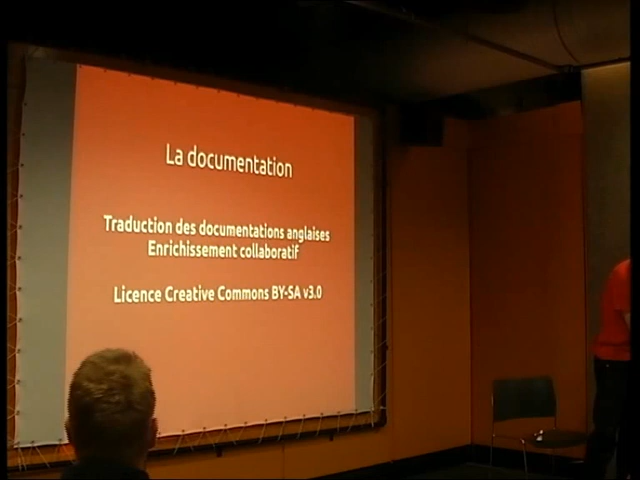 La documentation
Traduction des documentations anglaises
Enrichissement collaboratif
Licence Creative Commons BY-SA v3.0